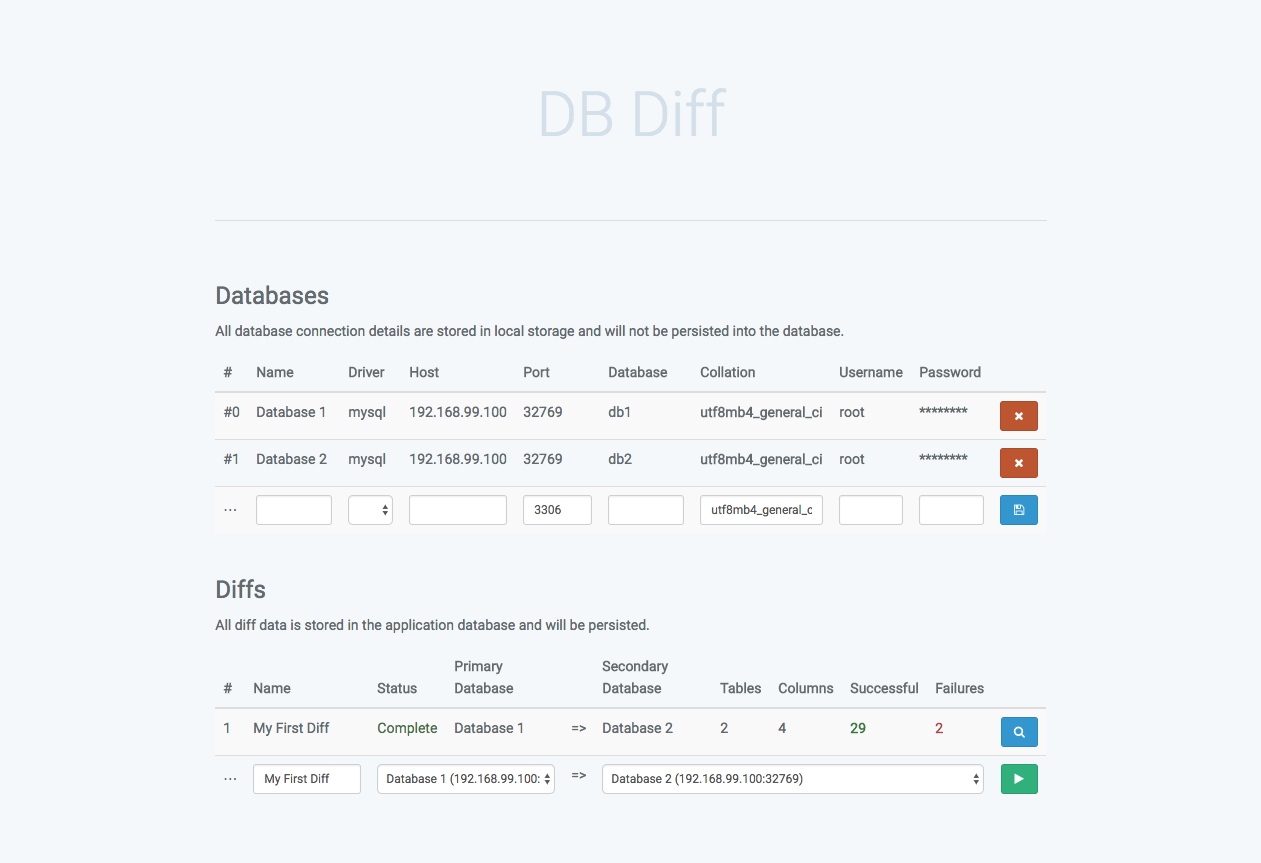 DB Diff
Databases
All database connection details are stored in local storage and will not be persisted into the database.
# Name Driver Host Port Database Collation Username Password
#0 Database 1 mysql 192.168.99.100 32769 db1 utf8mb4_general_ci root ********
#1 Database 2 mysql 192.168.99.100 32769 db2 utf8mb4_general_ci root ********
... 3306 utf8mb4_general_c
Diffs
All diff data is stored in the application database and will be persisted.
Primary Secondary
# Name Status Database Database Tables Columns Successful Failures
1 My First Diff Complete Database 1 => Database 2 2 4 29 2
... My First Diff Database 1 (192.168.99.100: => Database 2 (192.168.99.100:32769)